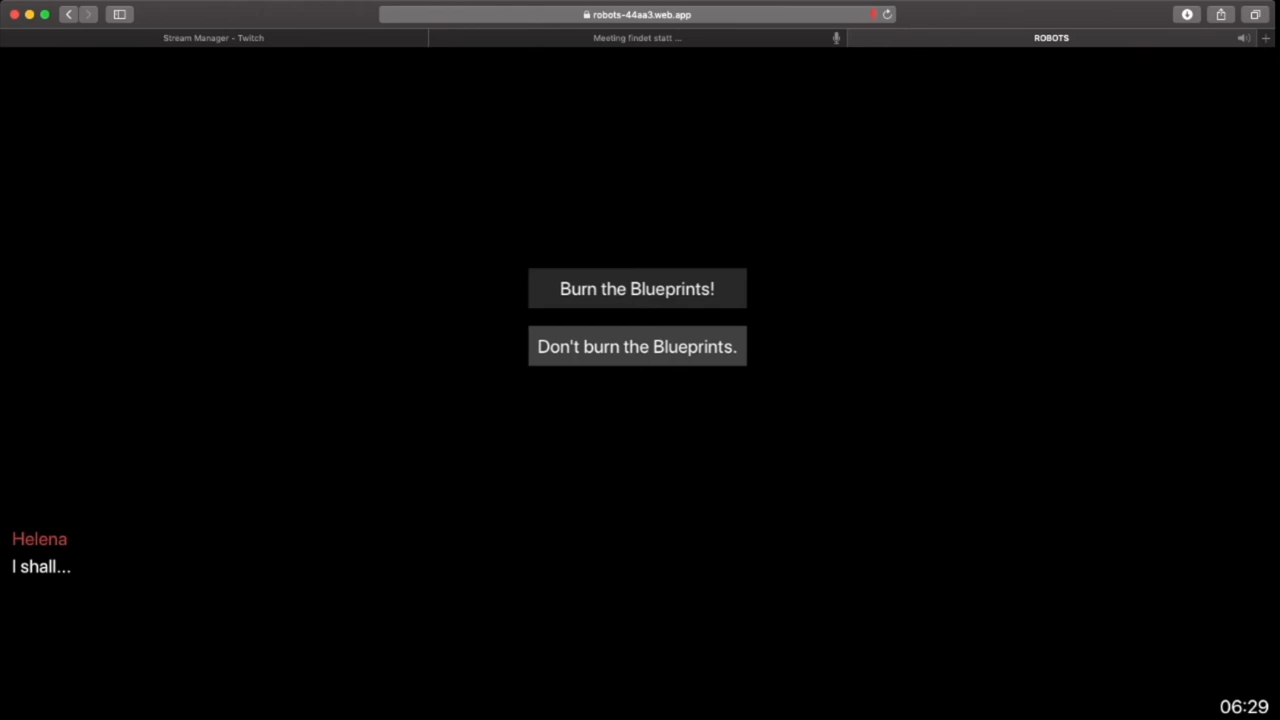 robots-44aa3.web.app
Stream Manager - Twitch
Meeting findet statt ...
ROBOTS
Burn the Blueprints!
Don't burn the Blueprints.
Helena
I shall...
06:29